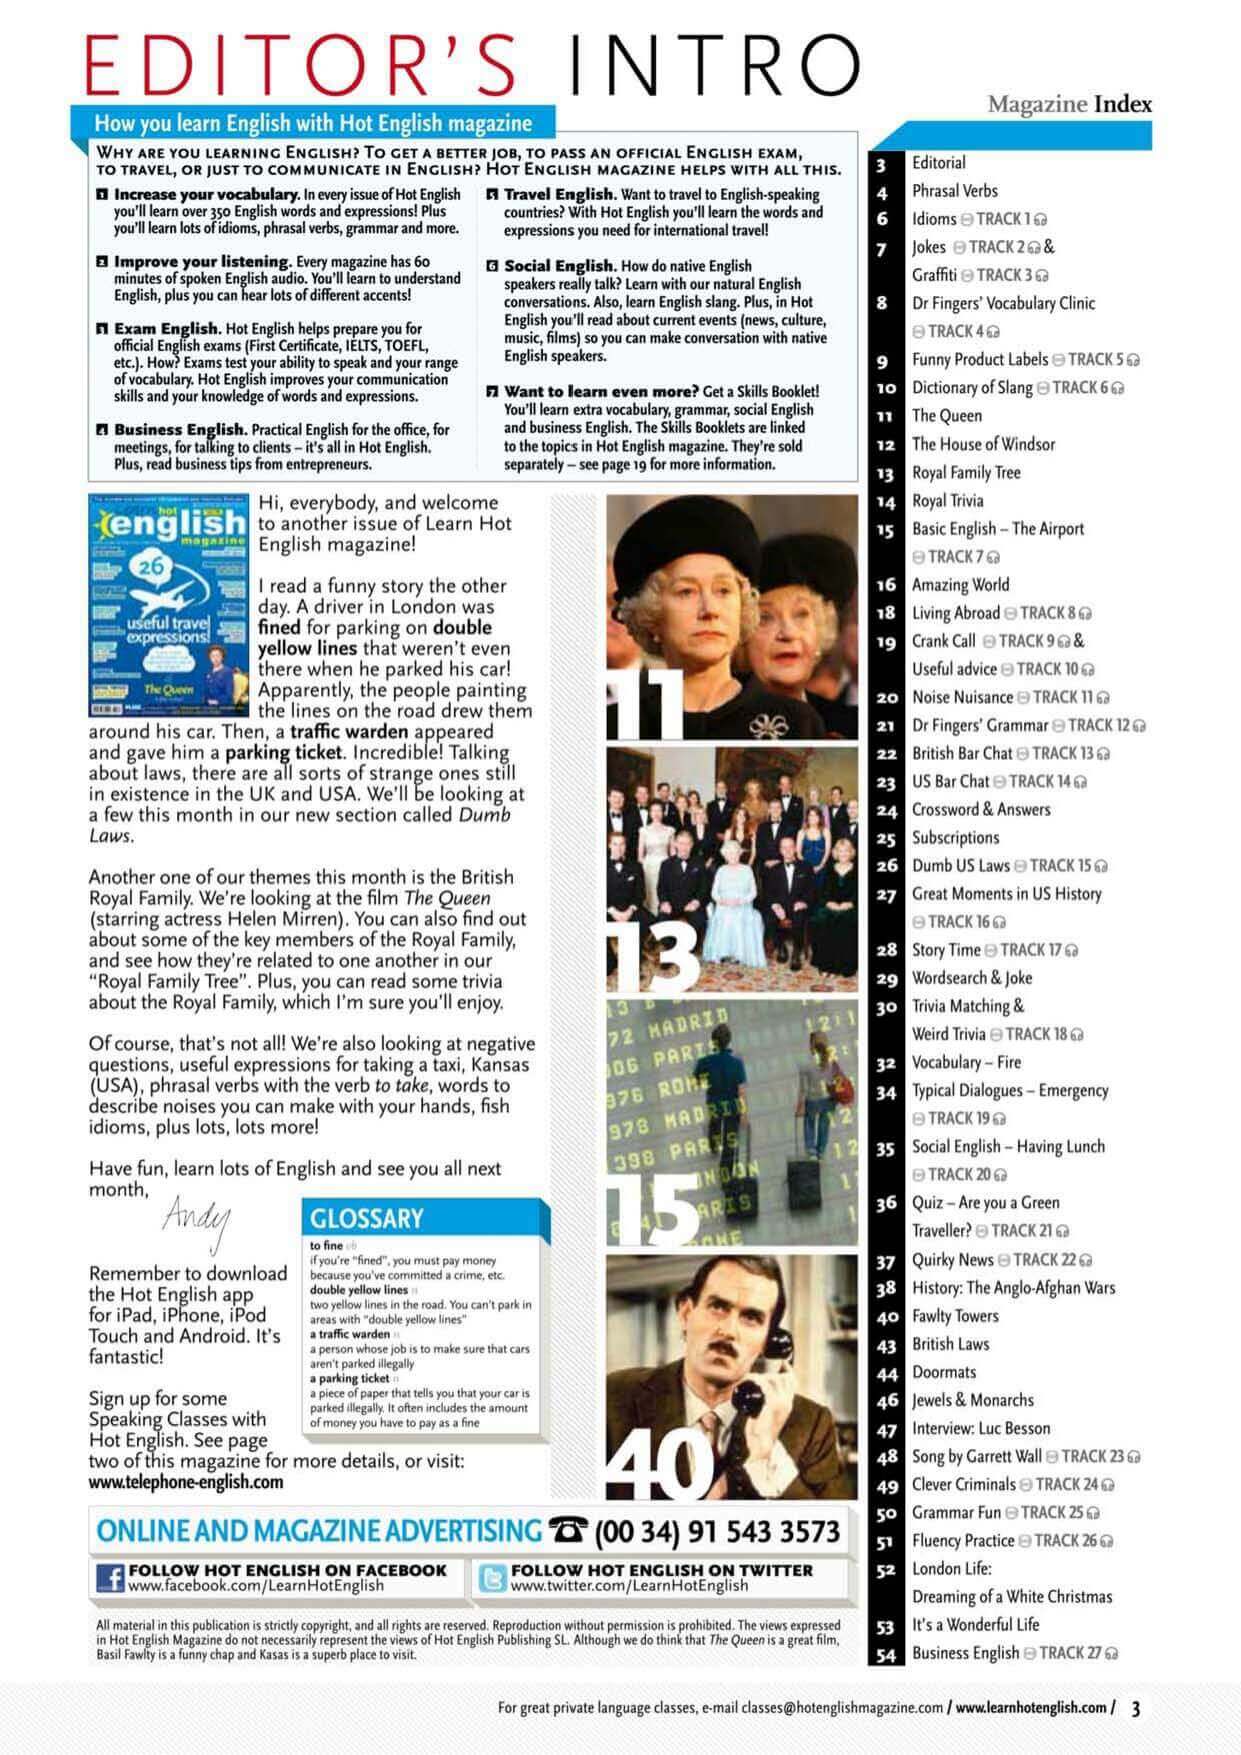 EDITOR'S INTRO
How you learn English with Hot English magazine
WHY ARE YOU LEARNING ENGLISH? TO GET A BETTER JOB, TO PASS AN OFFICIAL ENGLISH EXAM,
TO TRAVEL, OR JUST TO COMMUNICATE IN ENGLISH? HOT ENGLISH MAGAZINE HELPS WITH ALL THIS.
1 Increase your vocabulary. In every issue of Hot English
you'll learn over 350 English words and expressions! Plus
you'll learn lots of idioms, phrasal verbs, grammar and more.
2 Improve your listening. Every magazine has 60
minutes of spoken English audio. You'll learn to understand
English, plus you can hear lots of different accents!
Exam English. Hot English helps prepare you for
official English exams (First Certificate, IELTS, TOEFL,
etc.). How? Exams test your ability to speak and your range
of vocabulary. Hot English improves your communication
skills and your knowledge of words and expressions.
4 Business English. Practical English for the office, for
meetings, for talking to clients – it's all in Hot English.
Plus, read business tips from entrepreneurs.
5 Travel English. Want to travel to English-speaking
countries? With Hot English you'll learn the words and
expressions you need for international travel!
6 Social English. How do native English
speakers really talk? Learn with our natural English
conversations. Also, learn English slang. Plus, in Hot
English you'll read about current events (news, culture,
music, films) so you can make conversation with native
English speakers.
7 Want to learn even more? Get a Skills Booklet!
You'll learn extra vocabulary, grammar, social English
and business English. The Skills Booklets are linked
to the topics in Hot English magazine. They're sold
separately – see page 19 for more information.
hot
english
magazine
26
useful travel
expressions!
The Queen
Hi, everybody, and welcome
to another issue of Learn Hot
English magazine!
I read a funny story the other
day. A driver in London was
fined for parking on double
yellow lines that weren't even
there when he parked his car!
Apparently, the people painting
the lines on the road drew them
around his car. Then, a traffic warden appeared
and gave him a parking ticket. Incredible! Talking
about laws, there are all sorts of strange ones still
in existence in the UK and USA. We'll be looking at
a few this month in our new section called Dumb
Laws.
Another one of our themes this month is the British
Royal Family. We're looking at the film The Queen
(starring actress Helen Mirren). You can also find out
about some of the key members of the Royal Family,
and see how they're related to one another in our
"Royal Family Tree". Plus, you can read some trivia
about the Royal Family, which I'm sure you'll enjoy.
Of course, that's not all! We're also looking at negative
questions, useful expressions for taking a taxi, Kansas
(USA), phrasal verbs with the verb to take, words to
describe noises you can make with your hands, fish
idioms, plus lots, lots more!
Have fun, learn lots of English and see you all next
month,
Andy
Remember to download
the Hot English app
for iPad, iPhone, iPod
Touch and Android. It's
fantastic!
Sign up for some
Speaking Classes with
Hot English. See page
two of this magazine for more details, or visit:
www.telephone-english.com
GLOSSARY
to fine vb
if you're "fined", you must pay money
because you've committed a crime, etc.
double yellow lines n
two yellow lines in the road. You can't park in
areas with "double yellow lines"
a traffic warden n
a person whose job is to make sure that cars
aren't parked illegally
a parking ticket n
a piece of paper that tells you that your car is
parked illegally. It often includes the amount
of money you have to pay as a fine
11
13
72 MADRID
PARIS
976 ROME
978 MADRID
398 PARIS
LONDON
PARIS
ROME
15
40
ONLINE AND MAGAZINE ADVERTISING (00 34) 91 543 3573
FOLLOW HOT ENGLISH ON FACEBOOK
www.facebook.com/LearnHotEnglish
FOLLOW HOT ENGLISH ON TWITTER
www.twitter.com/LearnHotEnglish
All material in this publication is strictly copyright, and all rights are reserved. Reproduction without permission is prohibited. The views expressed
in Hot English Magazine do not necessarily represent the views of Hot English Publishing SL. Although we do think that The Queen is a great film,
Basil Fawlty is a funny chap and Kasas is a superb place to visit.
Magazine Index
3 Editorial
4 Phrasal Verbs
6 Idioms TRACK 1
7 Jokes TRACK 2 &
Graffiti TRACK 3
8 Dr Fingers' Vocabulary Clinic
TRACK 4
9 Funny Product Labels TRACK 5
10 Dictionary of Slang TRACK 6
11 The Queen
12 The House of Windsor
13 Royal Family Tree
14 Royal Trivia
15 Basic English – The Airport
TRACK 7
16 Amazing World
18 Living Abroad TRACK 8
19 Crank Call TRACK 9 &
Useful advice TRACK 10
20 Noise Nuisance TRACK 11
21 Dr Fingers' Grammar TRACK 12
22 British Bar Chat TRACK 13
23 US Bar Chat TRACK 14
24 Crossword & Answers
25 Subscriptions
26 Dumb US Laws TRACK 15
27 Great Moments in US History
TRACK 16
28 Story Time TRACK 17
29 Wordsearch & Joke
30 Trivia Matching &
Weird Trivia TRACK 18
32 Vocabulary – Fire
34 Typical Dialogues – Emergency
TRACK 19
35 Social English – Having Lunch
TRACK 20
36 Quiz – Are you a Green
Traveller? TRACK 21
37 Quirky News TRACK 22
38 History: The Anglo-Afghan Wars
40 Fawlty Towers
43 British Laws
44 Doormats
46 Jewels & Monarchs
47 Interview: Luc Besson
48 Song by Garrett Wall TRACK 23
49 Clever Criminals TRACK 24
50 Grammar Fun TRACK 25
51 Fluency Practice TRACK 26
52 London Life:
Dreaming of a White Christmas
53 It's a Wonderful Life
54 Business English TRACK 27
For great private language classes, e-mail classes@hotenglishmagazine.com / www.learnhotenglish.com / 3